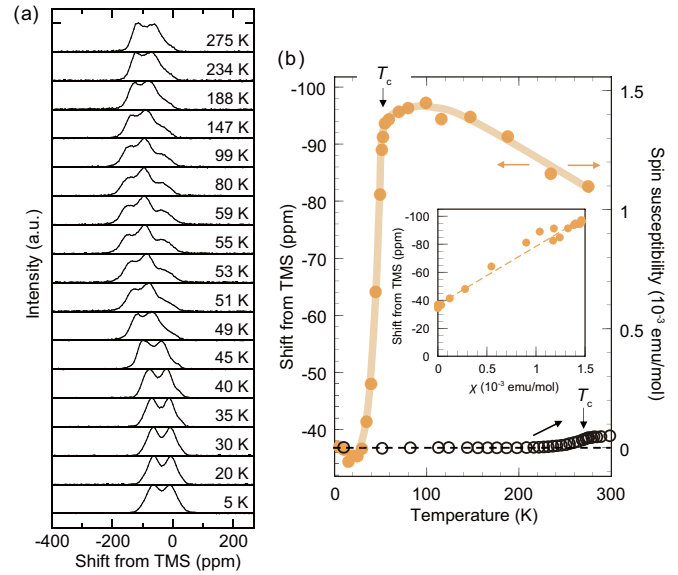 (a)
275 K
234 K
188 K
147 K
99 K
80 K
59 K
55 K
53 K
51 K
49 K
45 K
40 K
35 K
30 K
20 K
5 K
Intensity (a.u.)
-400 -200 0 200
Shift from TMS (ppm)
(b)
Tc
-100
-90
-80
-70
-60
-50
-40
Shift from TMS (ppm)
1.5
1
0.6
0
Spin susceptibility (10-3 emu/mol)
-100
-80
-60
-40
-20
0
Shift from TMS (ppm)
0 0.5 1.0 1.5
χ (10-3 emu/mol)
Tc
0 100 200 300
Temperature (K)